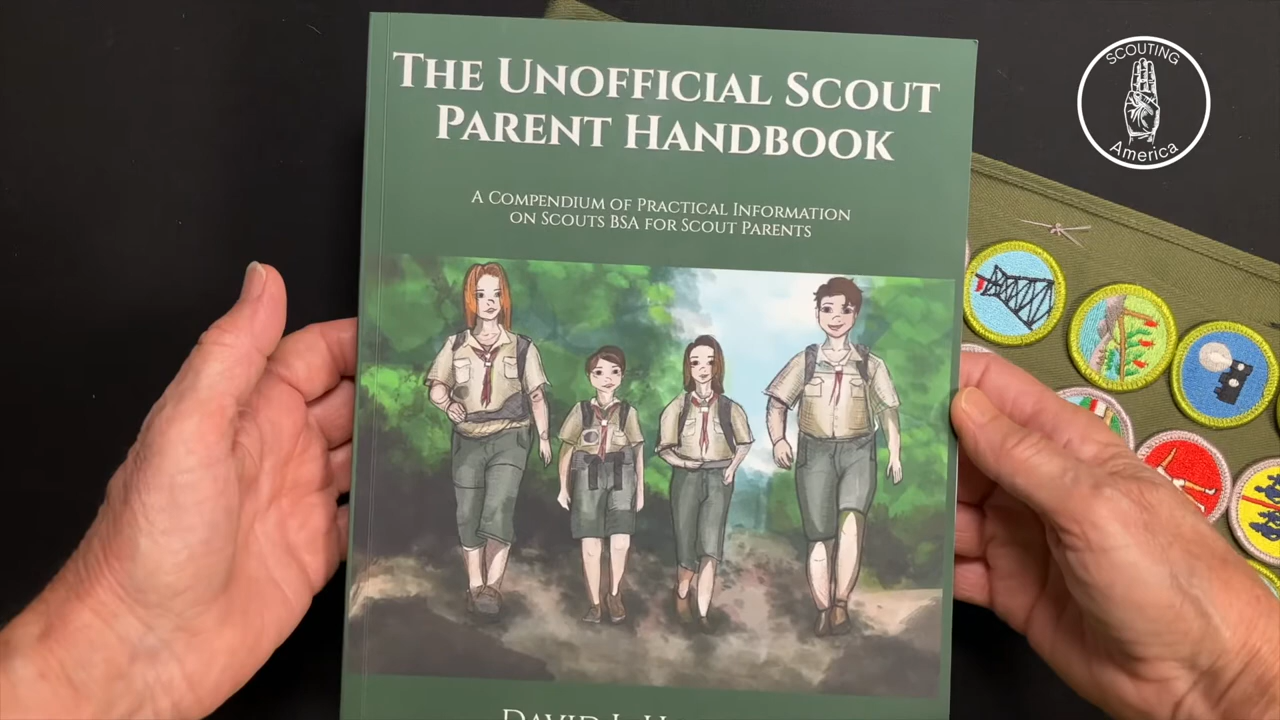 THE UNOFFICIAL SCOUT
PARENT HANDBOOK
A COMPENDIUM OF PRACTICAL INFORMATION
ON SCOUTS BSA FOR SCOUT PARENTS
SCOUTING
America